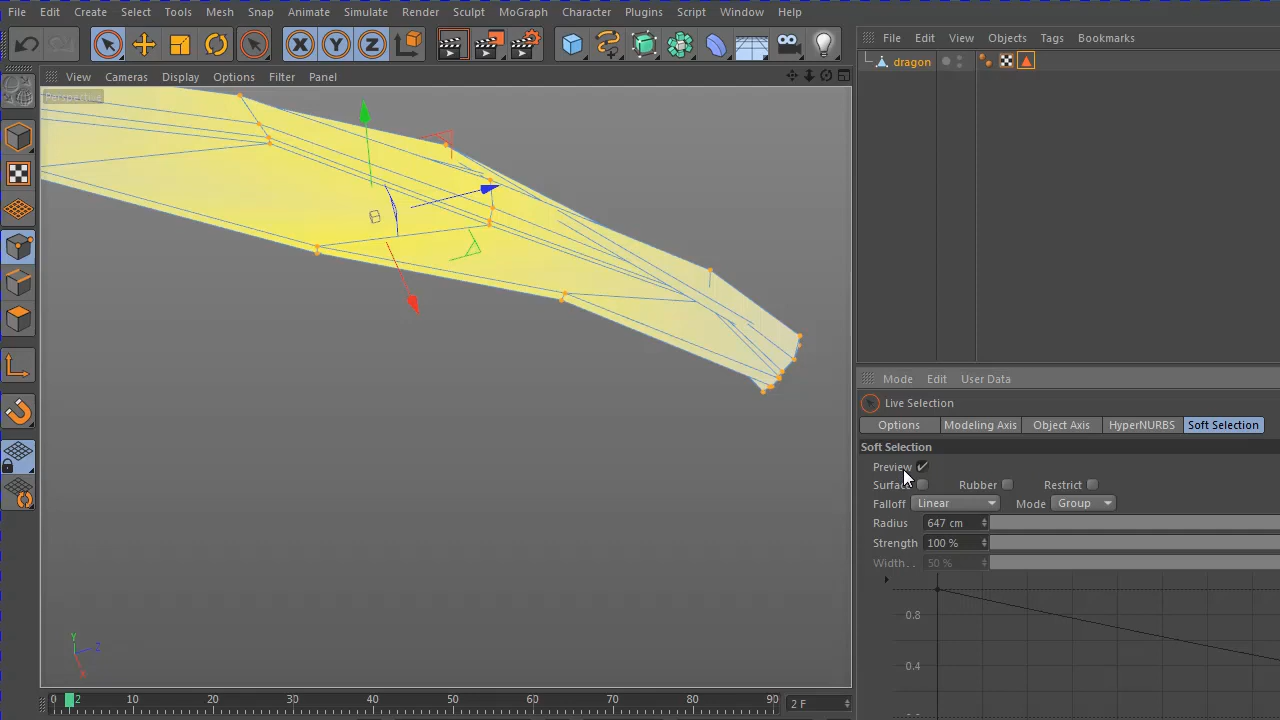 File Edit Create Select Tools Mesh Snap Animate Simulate Render Sculpt MoGraph Character Plugins Script Window Help
X Y Z
File Edit View Objects Tags Bookmarks
dragon
View Cameras Display Options Filter Panel
Perspective
Mode Edit User Data
Live Selection
Options Modeling Axis Object Axis HyperNURBS Soft Selection
Soft Selection
Preview
Surface Rubber Restrict
Falloff Linear Mode Group
Radius 647 cm
Strength 100 %
Width.. 50 %
0.8
0.4
Y
Z
X
0 2 10 20 30 40 50 60 70 80 90 2 F